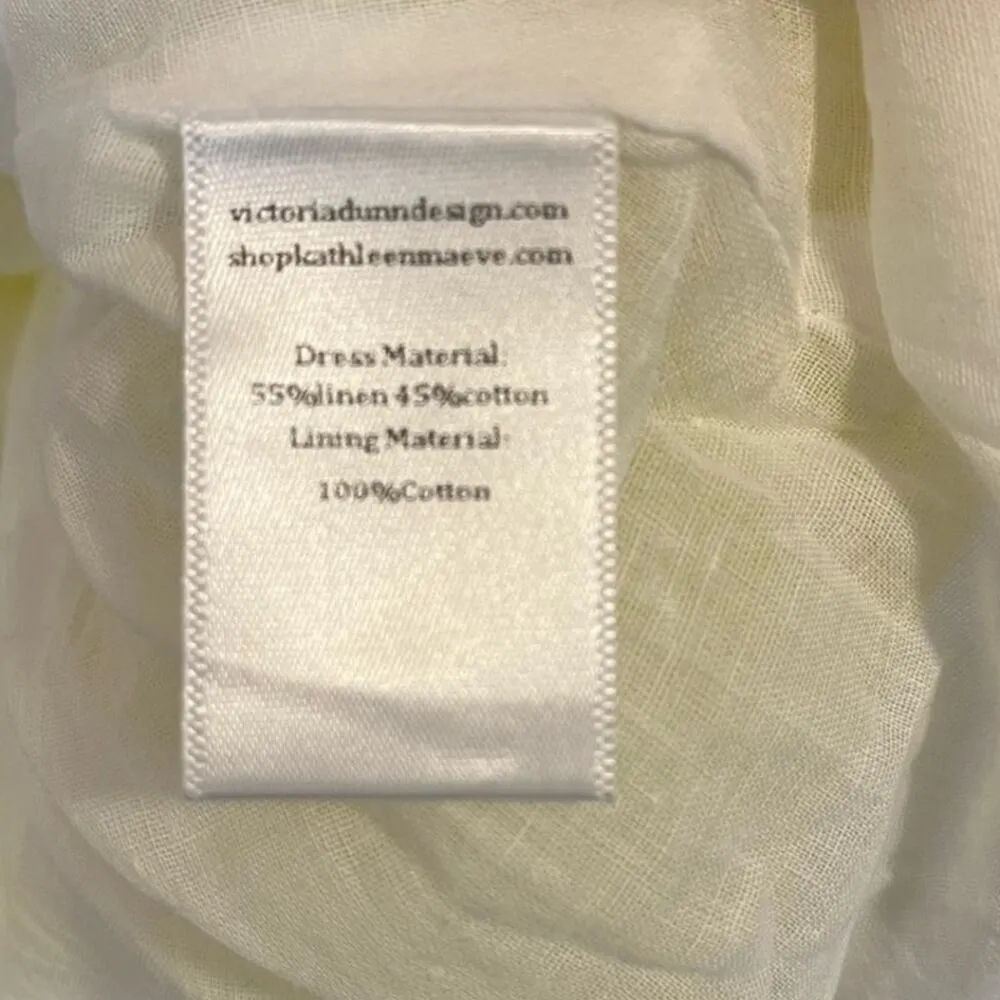 victoriadunndesign.com
shopkathleenmaeve.com
Dress Material:
55%linen 45%cotton
Lining Material:
100%Cotton